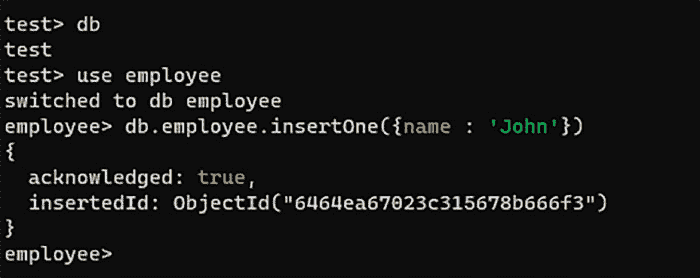 test> db
test
test> use employee
switched to db employee
employee> db.employee.insertOne({name : 'John'})
{
  acknowledged: true,
  insertedId: ObjectId("6464ea67023c315678b666f3")
}
employee>